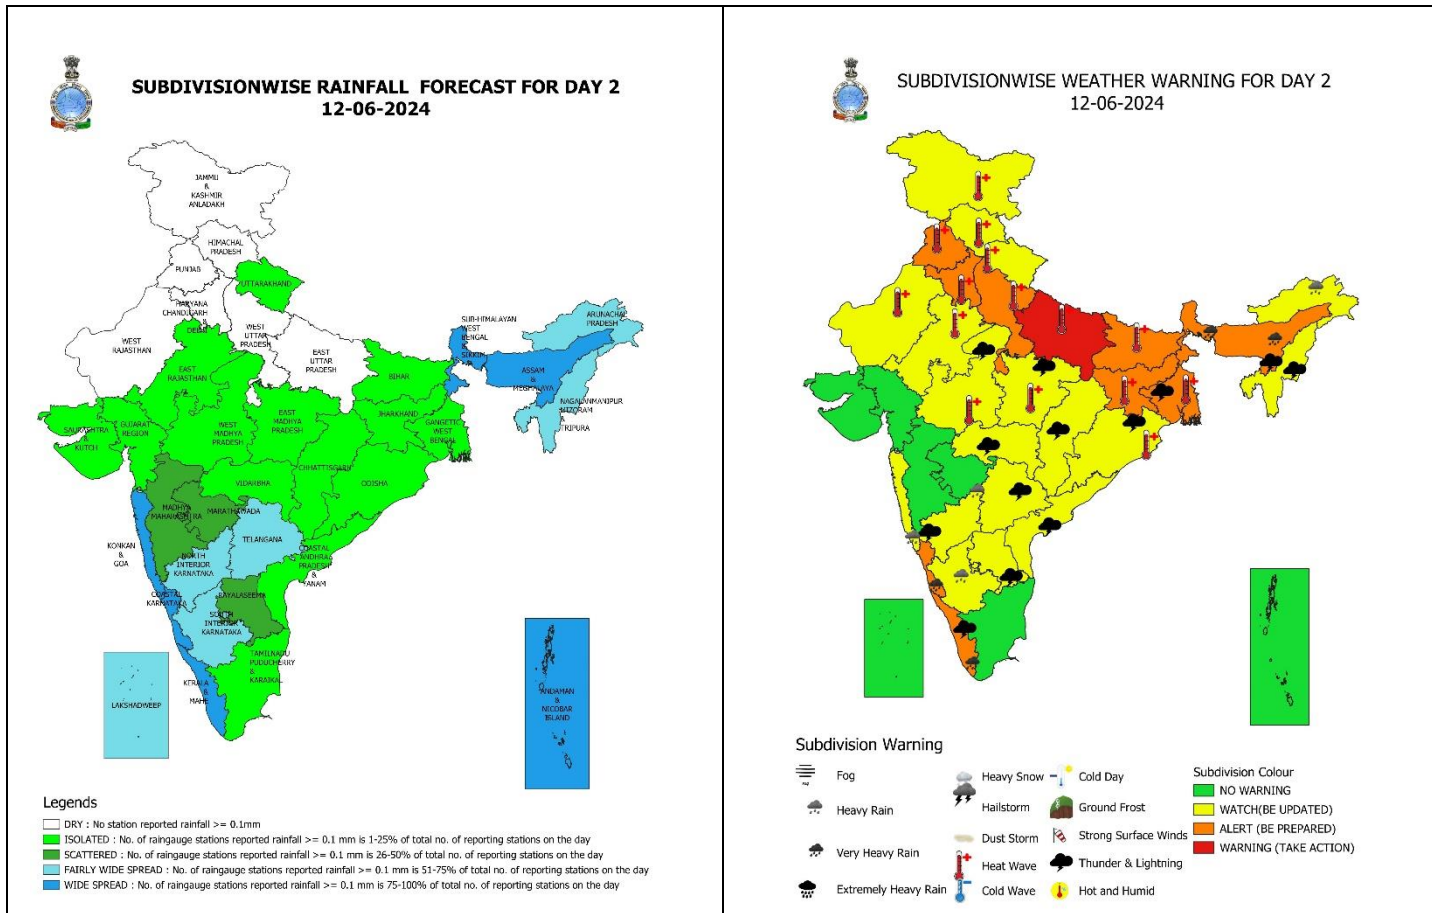 SUBDIVISIONWISE RAINFALL FORECAST FOR DAY 2
12-06-2024
JAMMU
&
KASHMIR
ANLADAKH
HIMACHAL
PRADESH
PUNJAB
UTTARAKHAND
HARYANA
CHANDIGARH
&
DELHI
WEST
RAJASTHAN
WEST
UTTAR
PRADESH
EAST
UTTAR
PRADESH
EAST
RAJASTHAN
SUB-HIMALAYAN
WEST
BENGAL
&
SIKKIM
ARUNACHAL
PRADESH
ASSAM
&
MEGHALAYA
NAGALANMANIPUR
MIZORAM
&
TRIPURA
BIHAR
JHARKHAND
GANGETIC
WEST
BENGAL
SAURASHTRA
&
KUTCH
GUJARAT
REGION
WEST
MADHYA
PRADESH
EAST
MADHYA
PRADESH
CHHATTISGARH
ODISHA
VIDARBHA
MADHYA
MAHARASHTRA
MARATHAWADA
KONKAN
&
GOA
TELANGANA
NORTH
INTERIOR
KARNATAKA
COASTAL
ANDHRA
PRADESH
&
YANAM
COASTAL
KARNATAKA
RAYALASEEMA
SOUTH
INTERIOR
KARNATAKA
TAMILNADU
PUDUCHERRY
&
KARAIKAL
KERALA
&
MAHE
LAKSHADWEEP
ANDAMAN
&
NICOBAR
ISLAND
Legends
DRY : No station reported rainfall >= 0.1mm
ISOLATED : No. of raingauge stations reported rainfall >= 0.1 mm is 1-25% of total no. of reporting stations on the day
SCATTERED : No. of raingauge stations reported rainfall >= 0.1 mm is 26-50% of total no. of reporting stations on the day
FAIRLY WIDE SPREAD : No. of raingauge stations reported rainfall >= 0.1 mm is 51-75% of total no. of reporting stations on the day
WIDE SPREAD : No. of raingauge stations reported rainfall >= 0.1 mm is 75-100% of total no. of reporting stations on the day
SUBDIVISIONWISE WEATHER WARNING FOR DAY 2
12-06-2024
Subdivision Warning
Fog
Heavy Rain
Very Heavy Rain
Extremely Heavy Rain
Heavy Snow
Hailstorm
Dust Storm
Heat Wave
Cold Wave
Cold Day
Ground Frost
Strong Surface Winds
Thunder & Lightning
Hot and Humid
Subdivision Colour
NO WARNING
WATCH(BE UPDATED)
ALERT (BE PREPARED)
WARNING (TAKE ACTION)